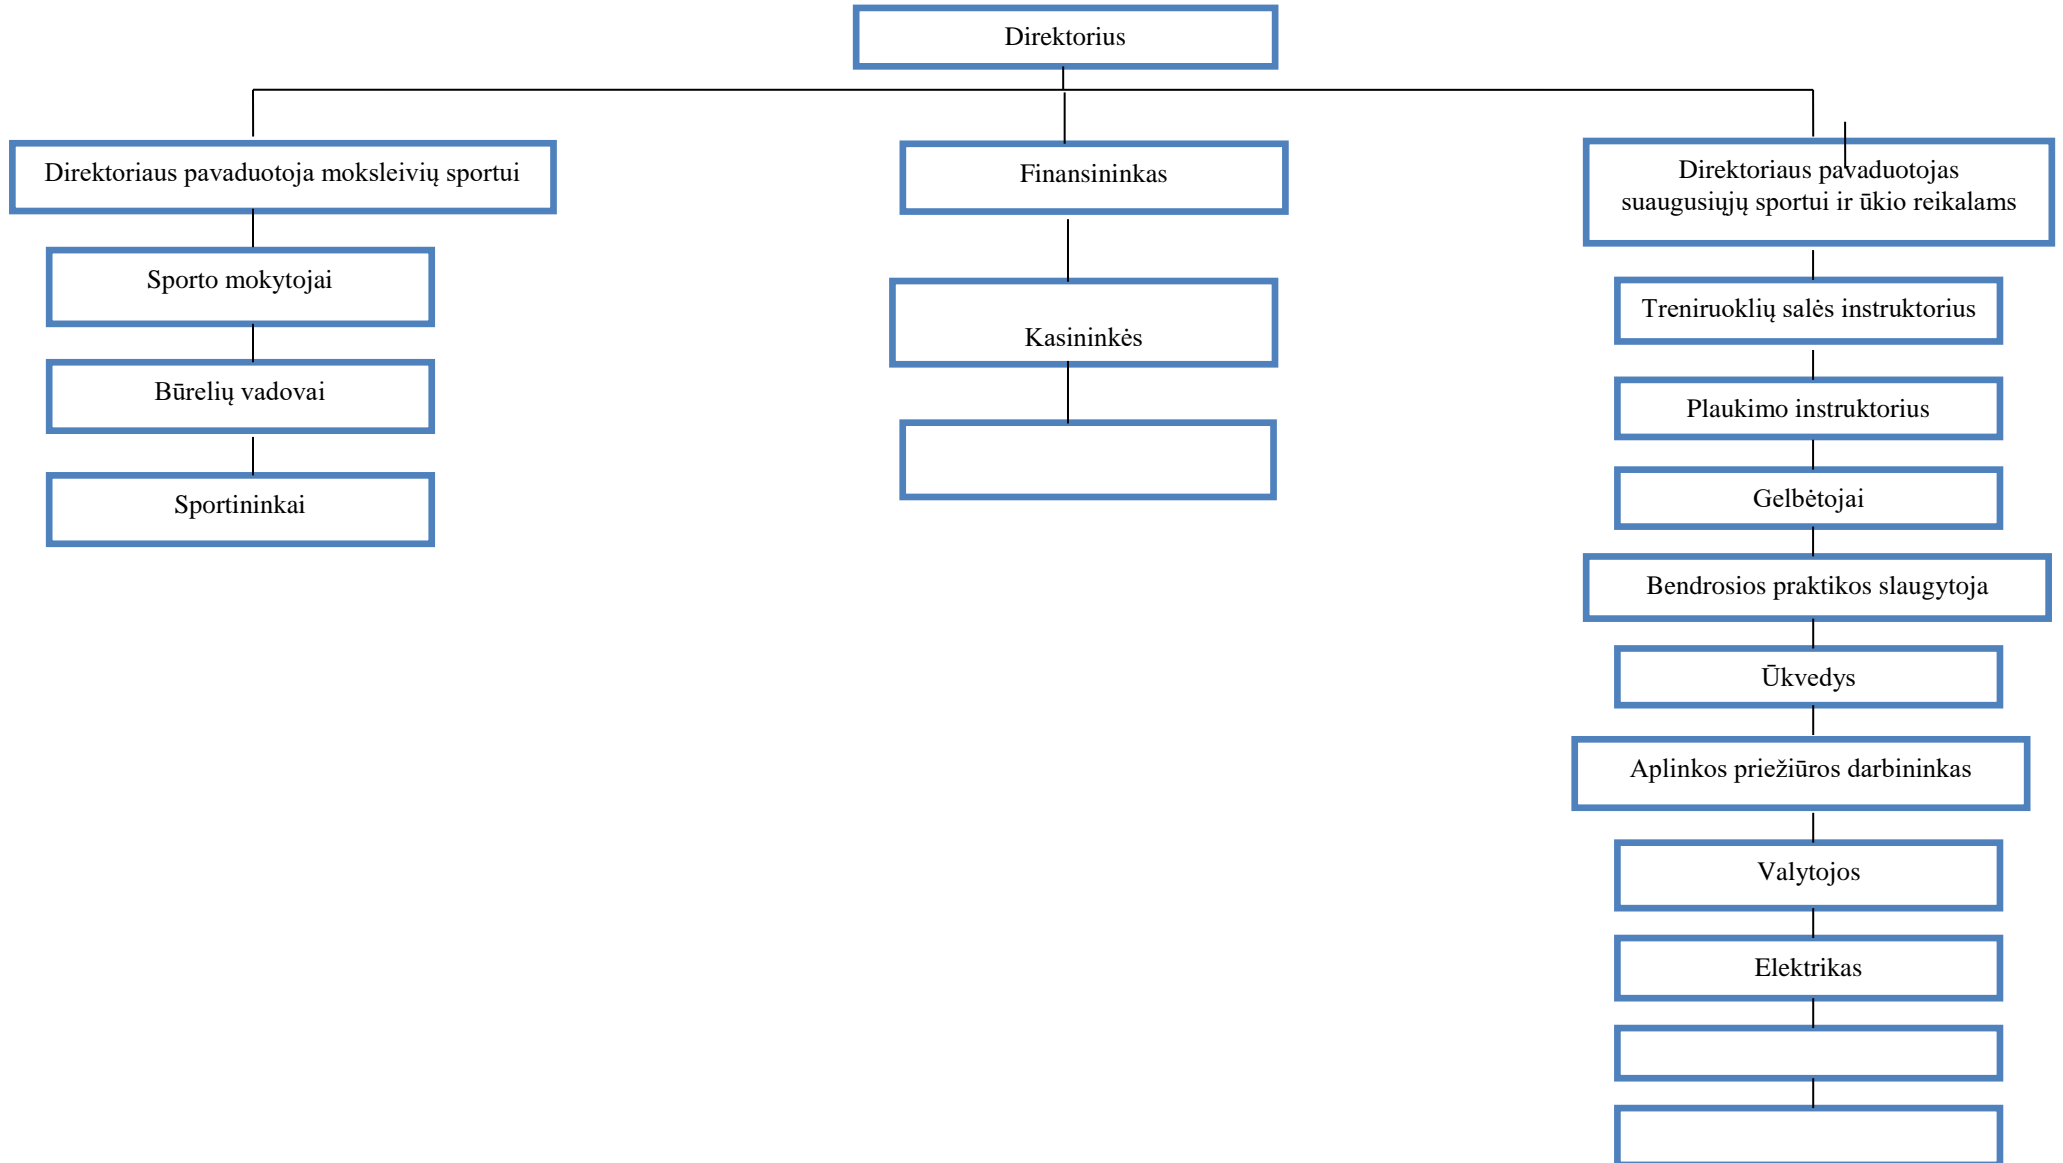 Direktorius
Direktoriaus pavaduotoja moksleivių sportui
Sporto mokytojai
Būrelių vadovai
Sportininkai
Finansininkas
Kasininkės
Direktoriaus pavaduotojas
suaugusiųjų sportui ir ūkio reikalams
Treniruoklių salės instruktorius
Plaukimo instruktorius
Gelbėtojai
Bendrosios praktikos slaugytoja
Ūkvedys
Aplinkos priežiūros darbininkas
Valytojos
Elektrikas